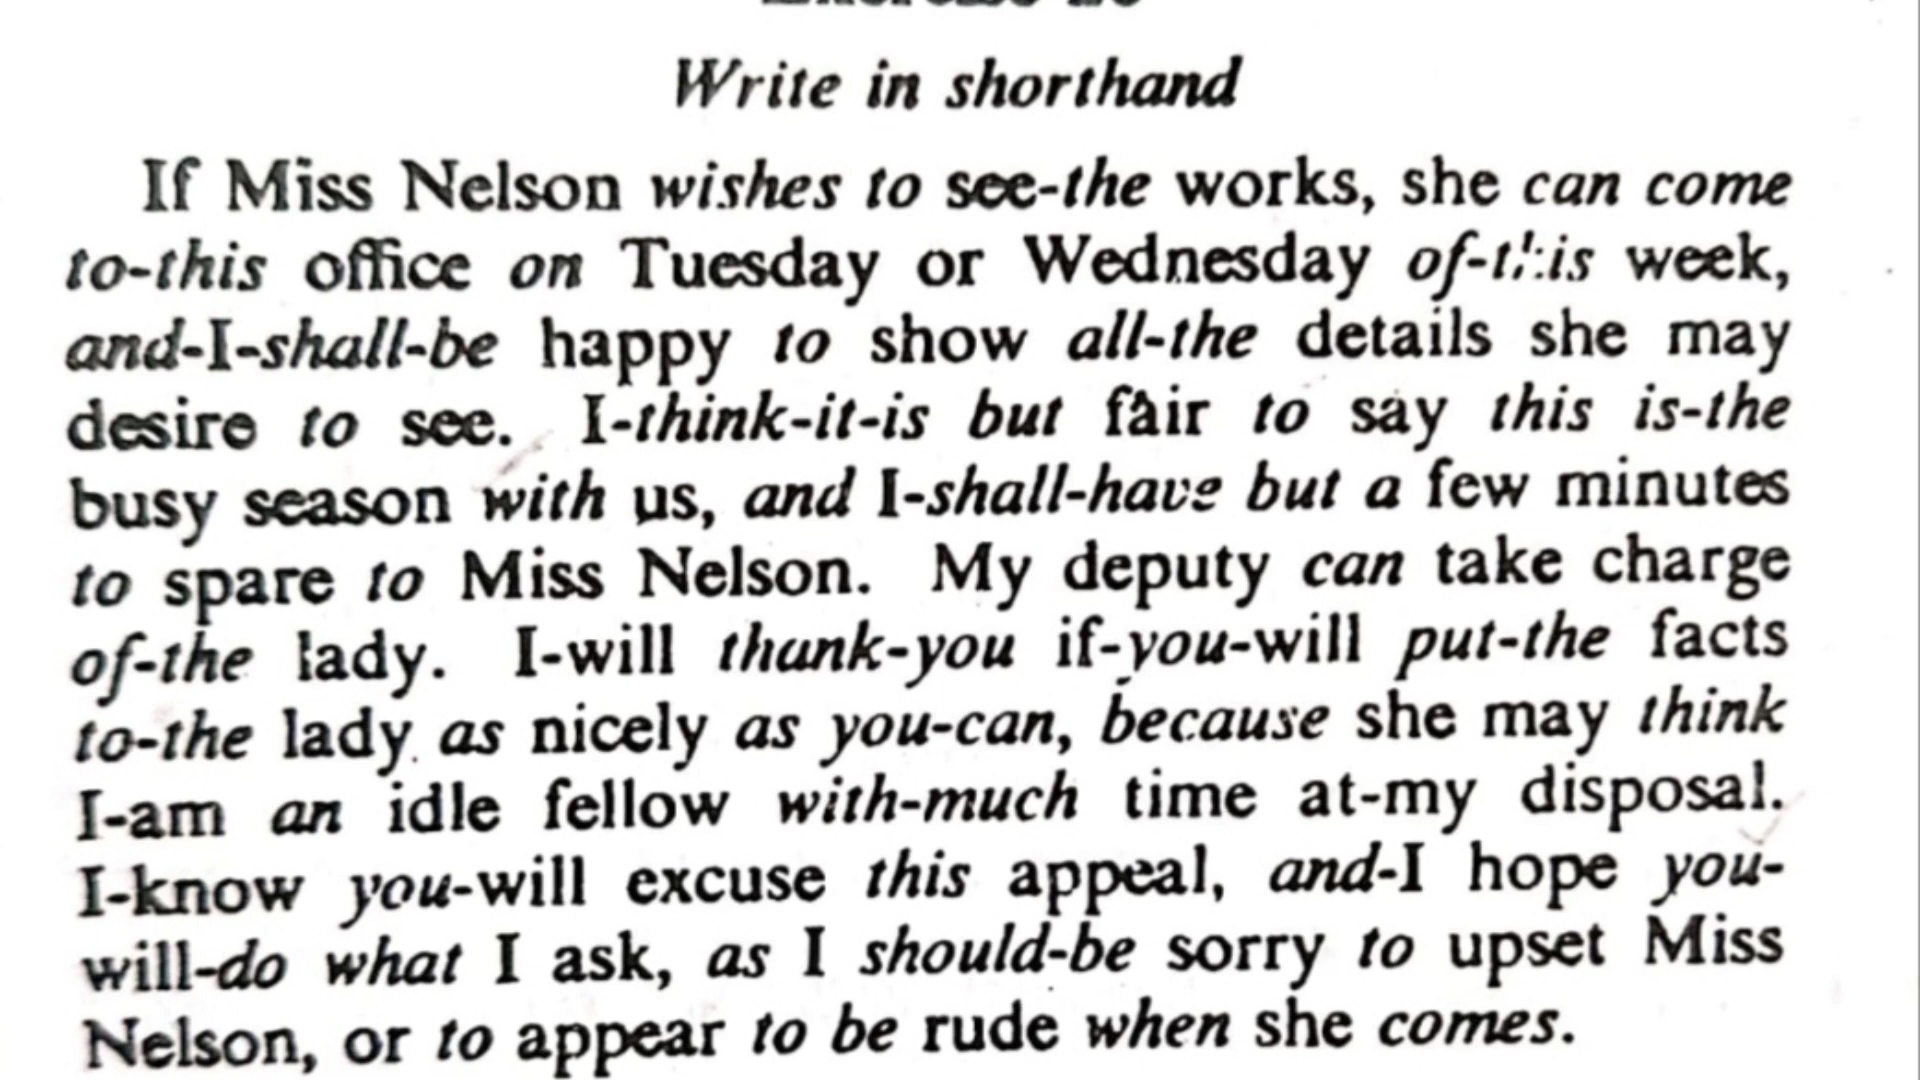 Write in shorthand
If Miss Nelson wishes to see-the works, she can come
to-this office on Tuesday or Wednesday of-this week,
and-I-shall-be happy to show all-the details she may
desire to see. I-think-it-is but fair to say this is-the
busy season with us, and I-shall-have but a few minutes
to spare to Miss Nelson. My deputy can take charge
of-the lady. I-will thank-you if-you-will put-the facts
to-the lady as nicely as you-can, because she may think
I-am an idle fellow with-much time at-my disposal.
I-know you-will excuse this appeal, and-I hope you-
will-do what I ask, as I should-be sorry to upset Miss
Nelson, or to appear to be rude when she comes.